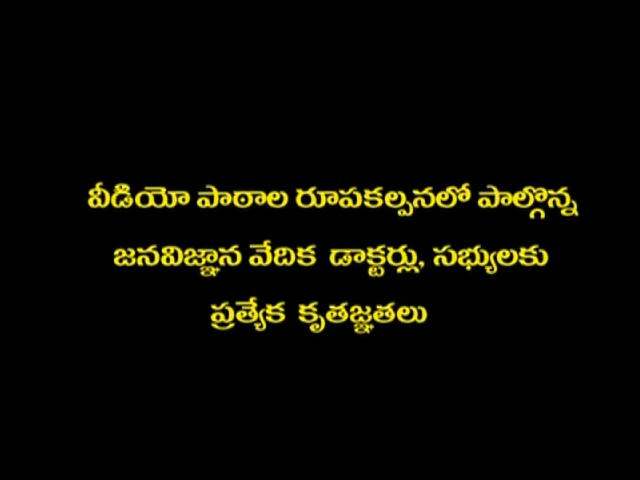 వీడియో పాఠాల రూపకల్పనలో పాల్గొన్న
జనవిజ్ఞాన వేదిక డాక్టర్లు, సభ్యులకు
ప్రత్యేక కృతజ్ఞతలు